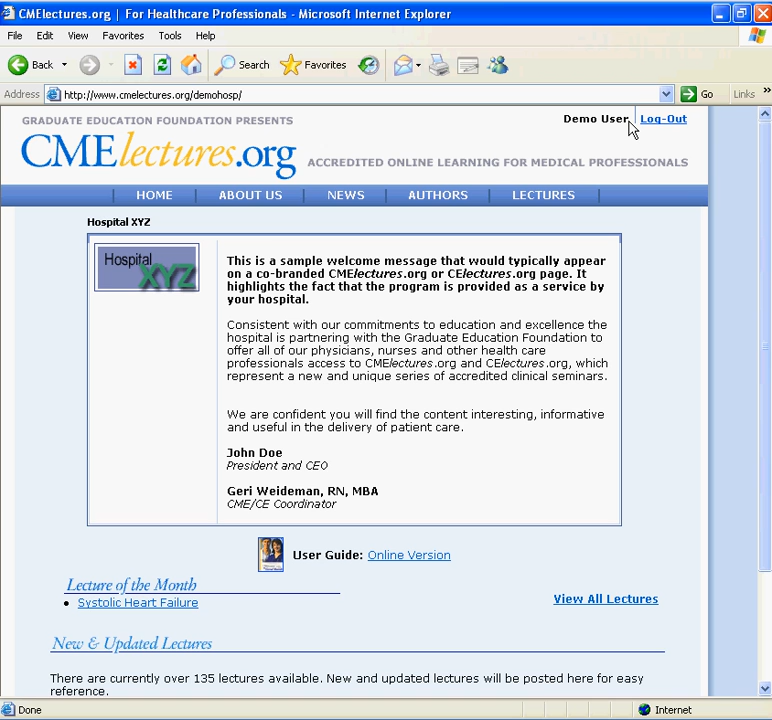 CMElectures.org | For Healthcare Professionals - Microsoft Internet Explorer
File Edit View Favorites Tools Help
Back Search Favorites
Address http://www.cmelectures.org/demohosp/ Go Links »
GRADUATE EDUCATION FOUNDATION PRESENTS
Demo User Log-Out
CMElectures.org ACCREDITED ONLINE LEARNING FOR MEDICAL PROFESSIONALS
HOME ABOUT US NEWS AUTHORS LECTURES
Hospital XYZ
Hospital
XYZ
This is a sample welcome message that would typically appear
on a co-branded CMElectures.org or CElectures.org page. It
highlights the fact that the program is provided as a service by
your hospital.
Consistent with our commitments to education and excellence the
hospital is partnering with the Graduate Education Foundation to
offer all of our physicians, nurses and other health care
professionals access to CMElectures.org and CElectures.org, which
represent a new and unique series of accredited clinical seminars.
We are confident you will find the content interesting, informative
and useful in the delivery of patient care.
John Doe
President and CEO
Geri Weideman, RN, MBA
CME/CE Coordinator
User Guide: Online Version
Lecture of the Month
• Systolic Heart Failure
View All Lectures
New & Updated Lectures
There are currently over 135 lectures available. New and updated lectures will be posted here for easy
reference.
Done Internet